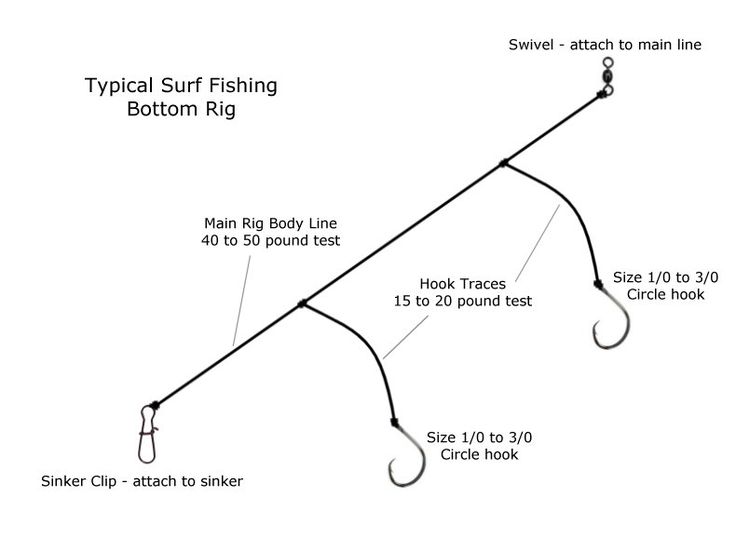 Swivel - attach to main line
Typical Surf Fishing
Bottom Rig
Main Rig Body Line
40 to 50 pound test
Hook Traces
15 to 20 pound test
Size 1/0 to 3/0
Circle hook
Size 1/0 to 3/0
Circle hook
Sinker Clip - attach to sinker